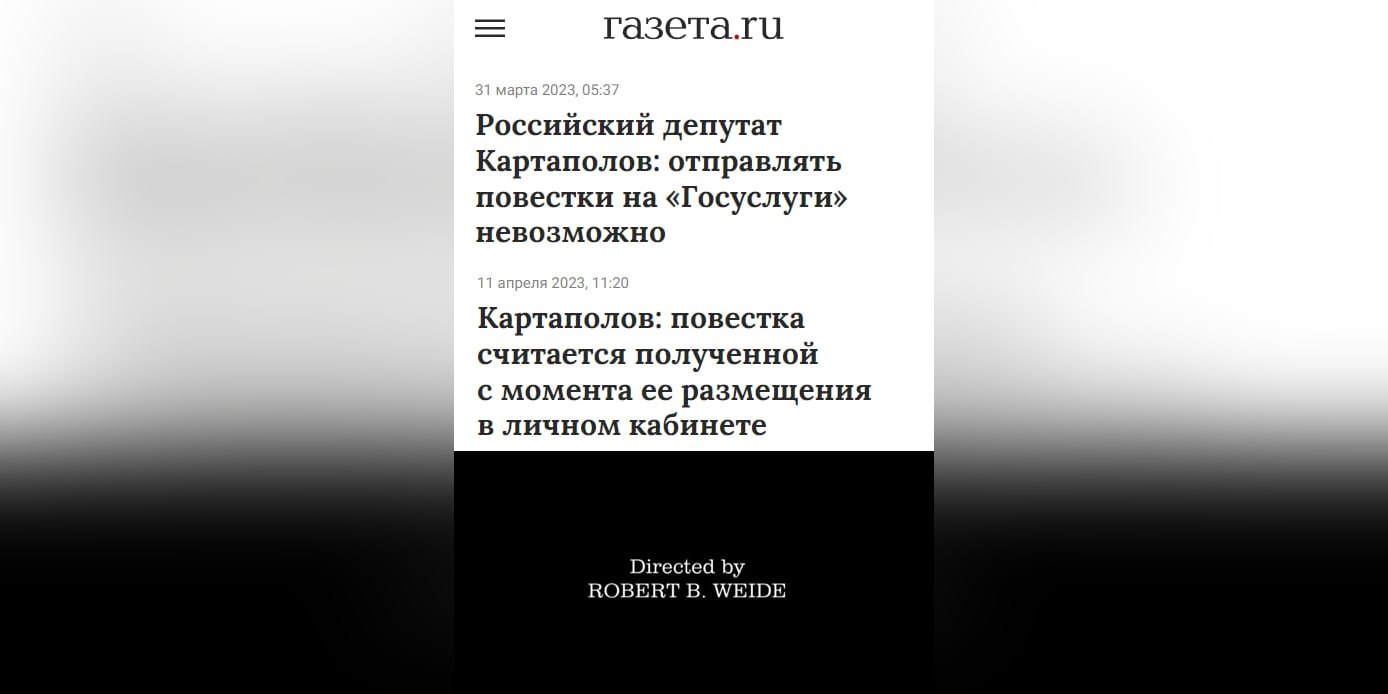 газета.ru
31 марта 2023, 05:37
Российский депутат
Картаполов: отправлять
повестки на «Госуслуги»
невозможно
11 апреля 2023, 11:20
Картаполов: повестка
считается полученной
с момента ее размещения
в личном кабинете
Directed by
ROBERT B. WEIDE